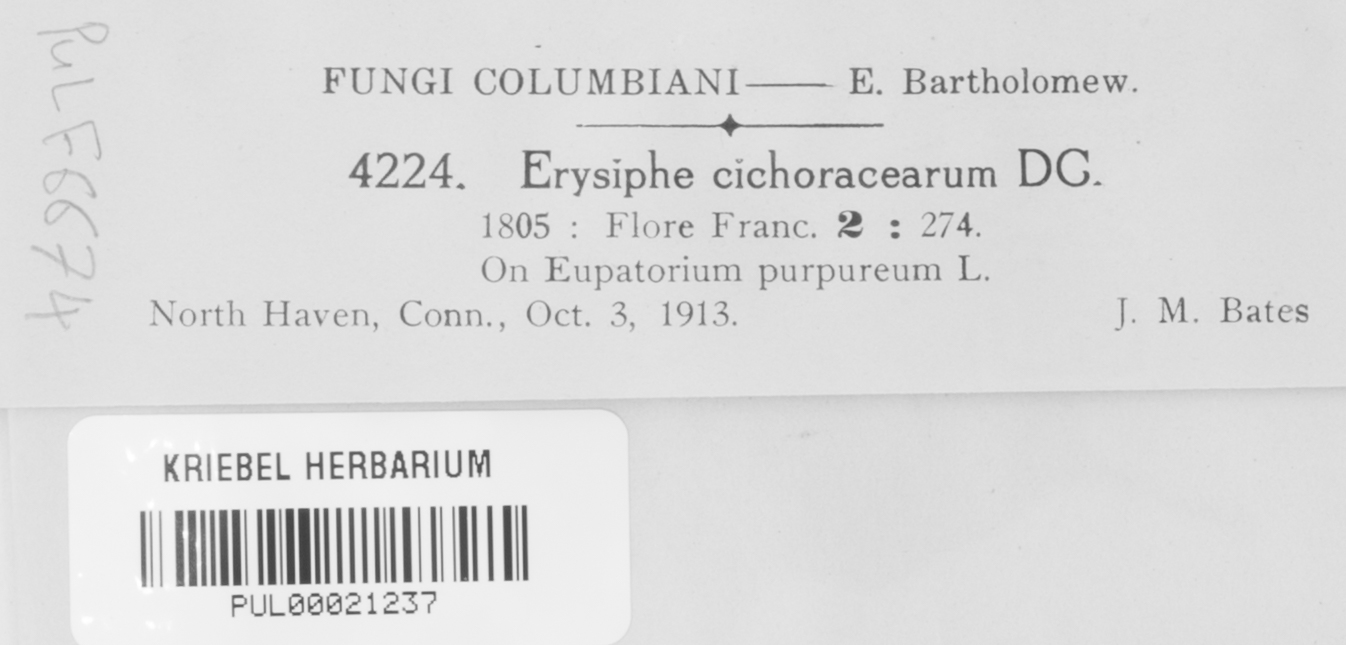 PUL F6674
FUNGI COLUMBIANI—— E. Bartholomew.
4224. Erysiphe cichoracearum DC.
1805 : Flore Franc. 2 : 274.
On Eupatorium purpureum L.
North Haven, Conn., Oct. 3, 1913. J. M. Bates
KRIEBEL HERBARIUM
PUL00021237